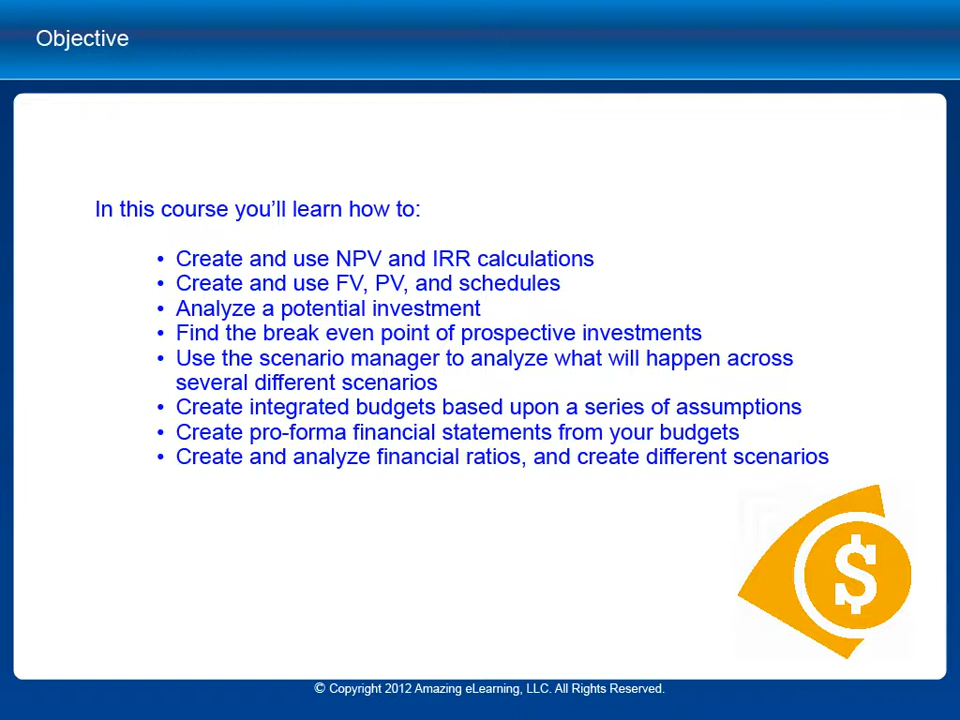 Objective
In this course you'll learn how to:
• Create and use NPV and IRR calculations
• Create and use FV, PV, and schedules
• Analyze a potential investment
• Find the break even point of prospective investments
• Use the scenario manager to analyze what will happen across
several different scenarios
• Create integrated budgets based upon a series of assumptions
• Create pro-forma financial statements from your budgets
• Create and analyze financial ratios, and create different scenarios
$
© Copyright 2012 Amazing eLearning, LLC. All Rights Reserved.